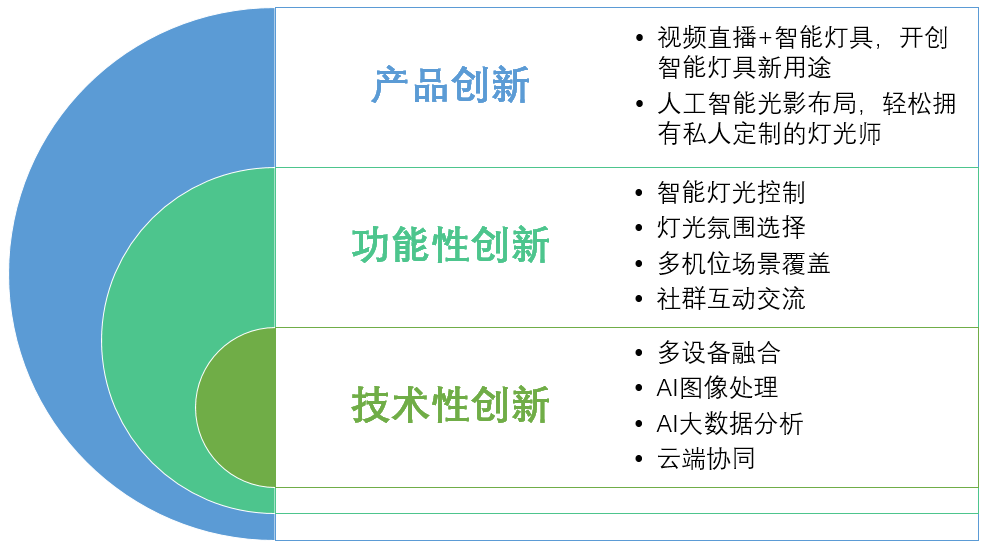 产品创新
• 视频直播+智能灯具，开创
智能灯具新用途
• 人工智能光影布局，轻松拥
有私人定制的灯光师
功能性创新
• 智能灯光控制
• 灯光氛围选择
• 多机位场景覆盖
• 社群互动交流
技术性创新
• 多设备融合
• AI图像处理
• AI大数据分析
• 云端协同